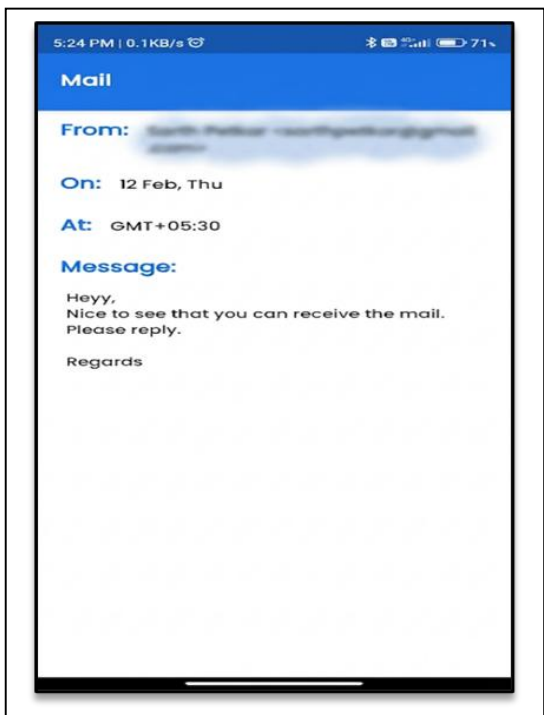 5:24 PM | 0.1KB/s
71
Mail
From:
On: 12 Feb, Thu
At: GMT+05:30
Message:
Heyy,
Nice to see that you can receive the mail.
Please reply.
Regards